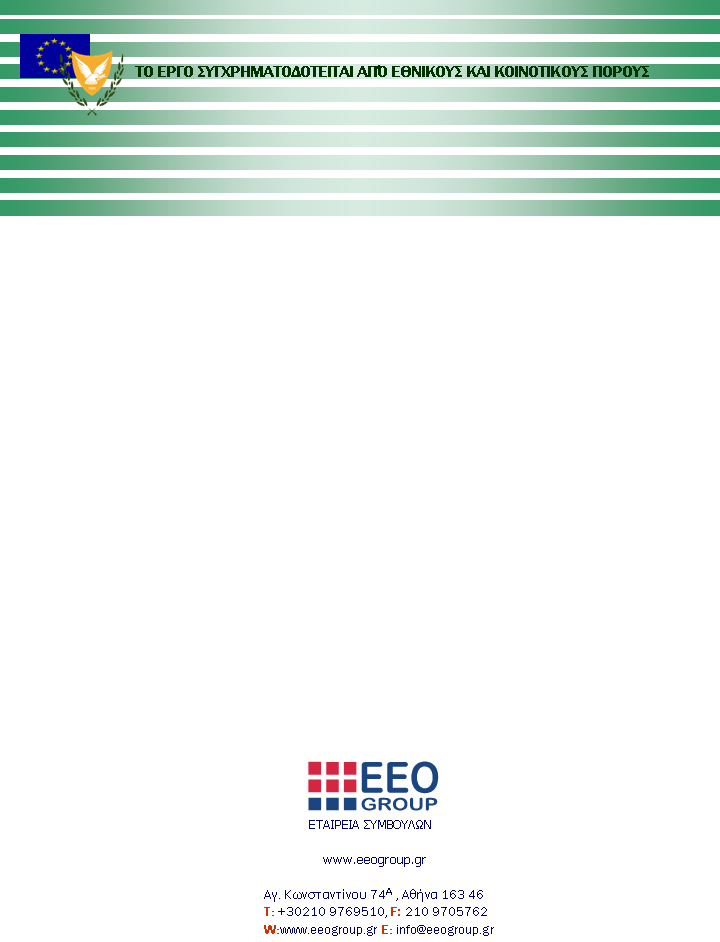 ΤΟ ΕΡΓΟ ΣΥΓΧΡΗΜΑΤΟΔΟΤΕΙΤΑΙ ΑΠΌ ΕΘΝΙΚΟΥΣ ΚΑΙ ΚΟΙΝΟΤΙΚΟΥΣ ΠΟΡΟΥΣ
EEO
GROUP
ΕΤΑΙΡΕΙΑ ΣΥΜΒΟΥΛΩΝ
www.eeogroup.gr
Αγ. Κωνσταντίνου 74Α , Αθήνα 163 46
T: +30210 9769510, F: 210 9705762
W:www.eeogroup.gr E: info@eeogroup.gr